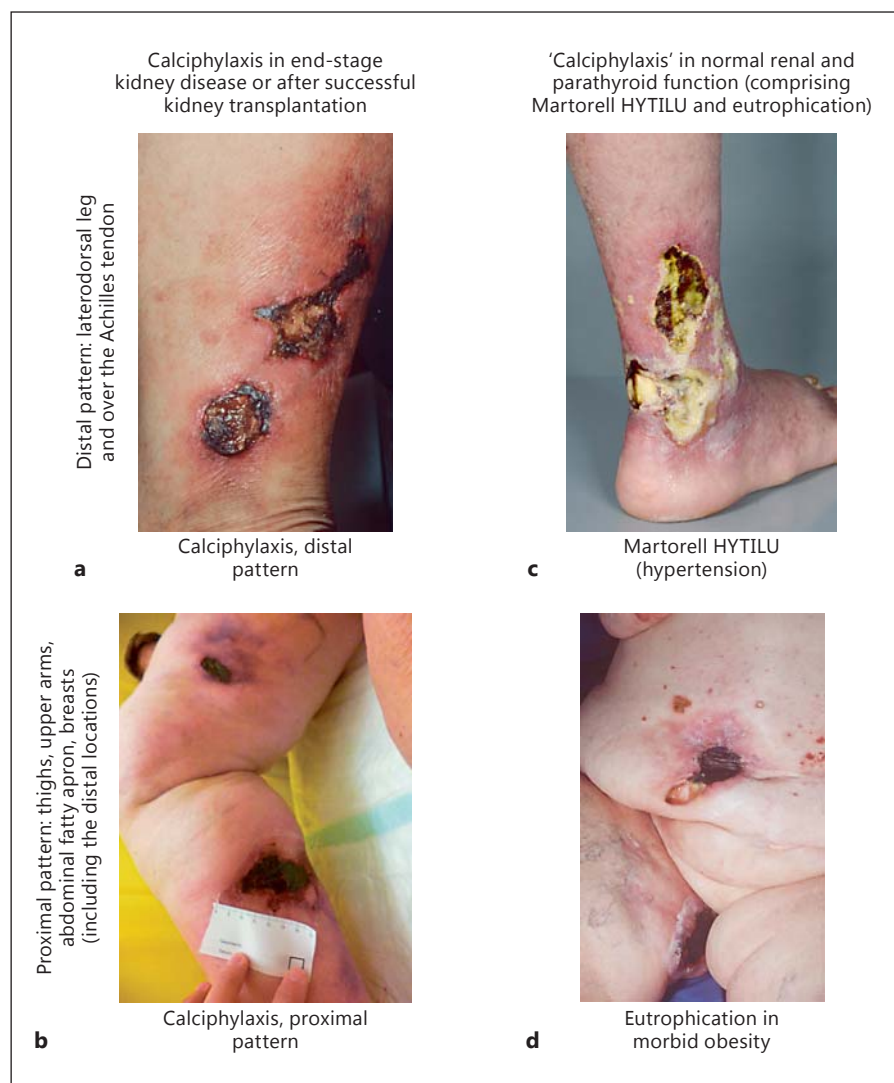 Calciphylaxis in end-stage
kidney disease or after successful
kidney transplantation
'Calciphylaxis' in normal renal and
parathyroid function (comprising
Martorell HYTILU and eutrophication)
Distal pattern: laterodorsal leg
and over the Achilles tendon
Calciphylaxis, distal
pattern
a
Martorell HYTILU
(hypertension)
c
Proximal pattern: thighs, upper arms,
abdominal fatty apron, breasts
(including the distal locations)
Calciphylaxis, proximal
pattern
b
Eutrophication in
morbid obesity
d